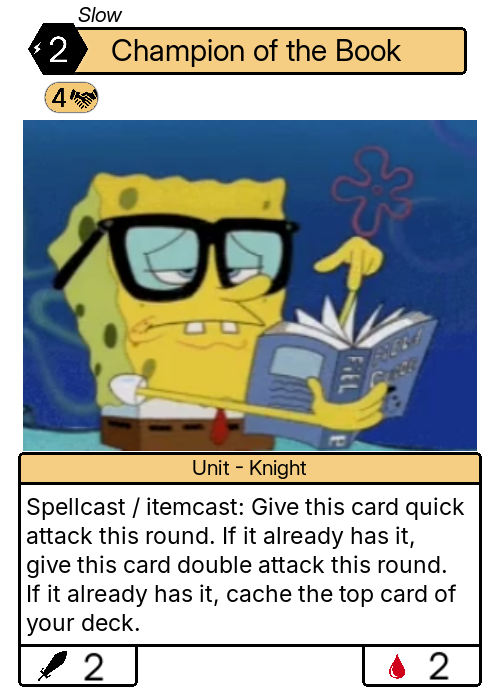 Slow
2 Champion of the Book
4
FIELD
GUIDE
Unit - Knight
Spellcast / itemcast: Give this card quick
attack this round. If it already has it,
give this card double attack this round.
If it already has it, cache the top card of
your deck.
2 2